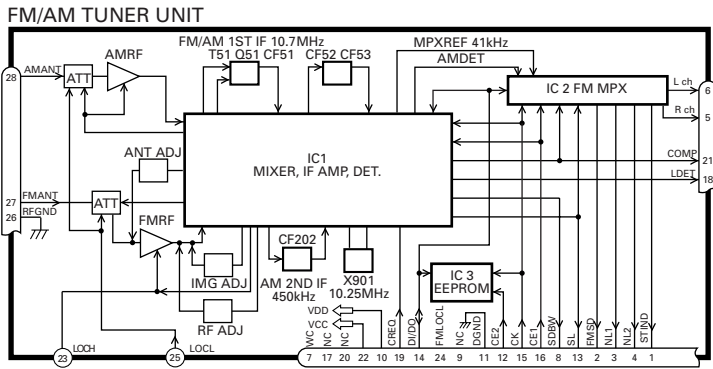 FM/AM TUNER UNIT
FM/AM 1ST IF 10.7MHz
T51 Q51 CF51
CF52 CF53
MPXREF 41kHz
AMDET
AMRF
28
AMANT
ATT
IC 2 FM MPX
L ch
6
R ch
5
ANT ADJ
IC1
MIXER, IF AMP, DET.
COMP
21
LDET
18
27
FMANT
26
RFGND
ATT
FMRF
CF202
AM 2ND IF
450kHz
X901
10.25MHz
IC 3
EEPROM
IMG ADJ
RF ADJ
VDD
VCC
23
LOCH
25
LOCL
WC
NC
NC
CREQ
DI/DO
FMLOCL
NC
DGND
CE2
CK
CE1
SDBW
SL
FMSD
NL1
NL2
ST IND
7
17
20
22
10
19
14
24
9
11
12
15
16
8
13
2
3
4
1